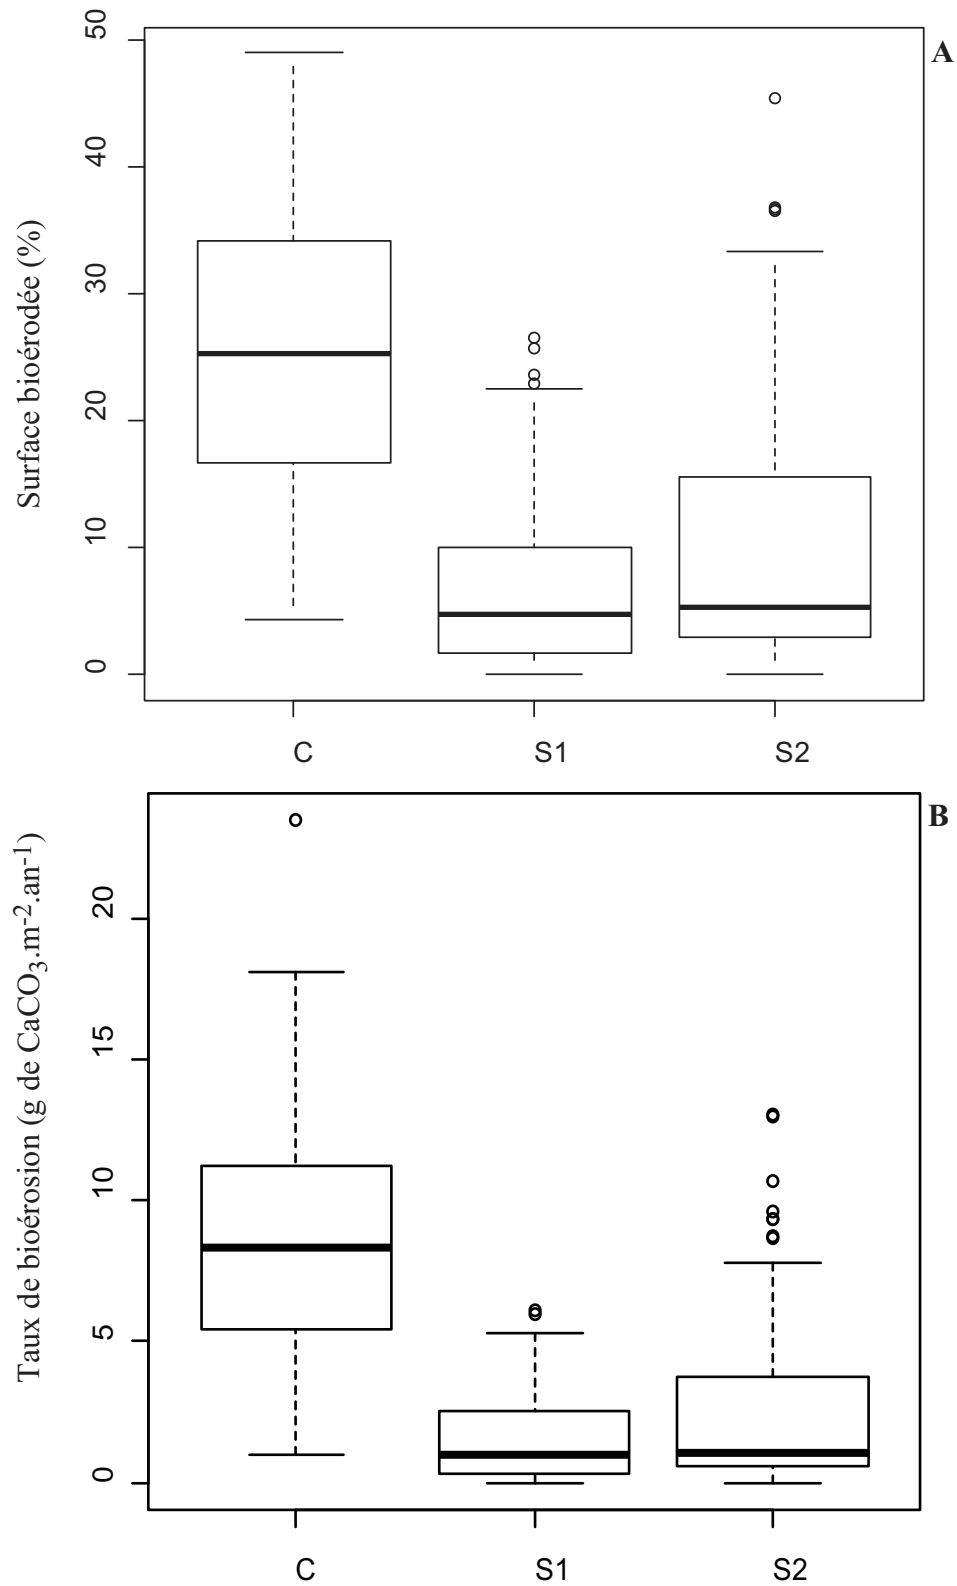 A
Surface bioérodée (%)
50
40
30
20
10
0
C S1 S2
B
Taux de bioérosion (g de CaCO3.m-2.an-1)
20
15
10
5
0
C S1 S2